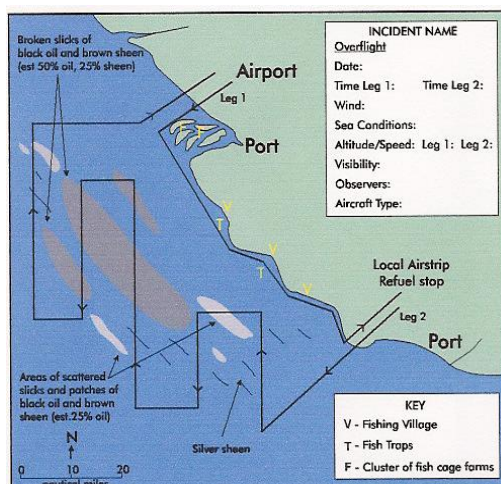 Broken slicks of
black oil and brown sheen
(est 50% oil, 25% sheen)
Airport
Leg 1
F F
Port
V
T
V
T
V
Local Airstrip
Refuel stop
Leg 2
Port
Areas of scattered
slicks and patches of
black oil and brown
sheen (est.25% oil)
Silver sheen
N
0 10 20
nautical miles
INCIDENT NAME
Overflight
Date:
Time Leg 1: Time Leg 2:
Wind:
Sea Conditions:
Altitude/Speed: Leg 1: Leg 2:
Visibility:
Observers:
Aircraft Type:
KEY
V - Fishing Village
T - Fish Traps
F - Cluster of fish cage farms